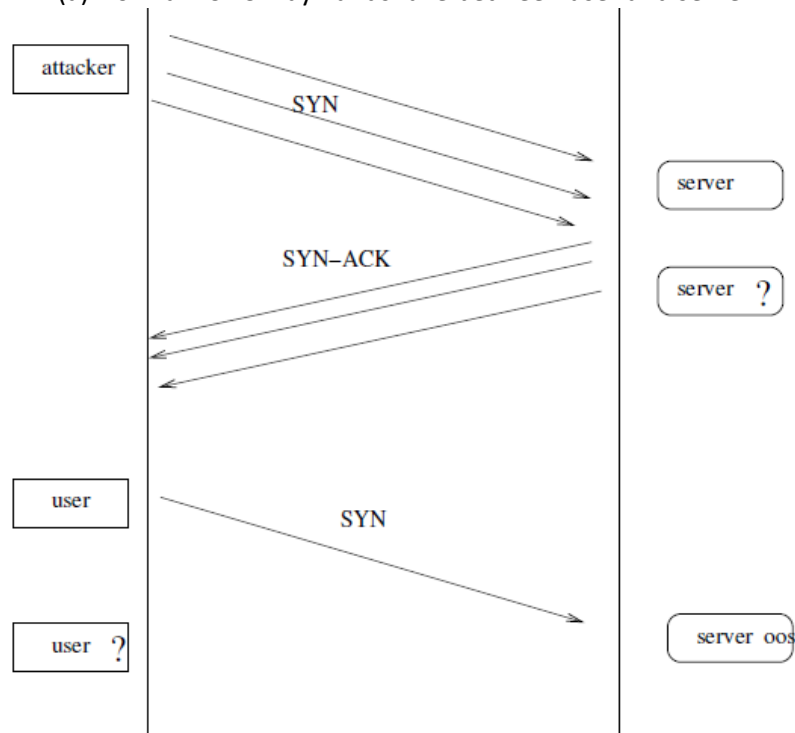 attacker
SYN
server
SYN-ACK
server ?
user
SYN
user ?
server oos